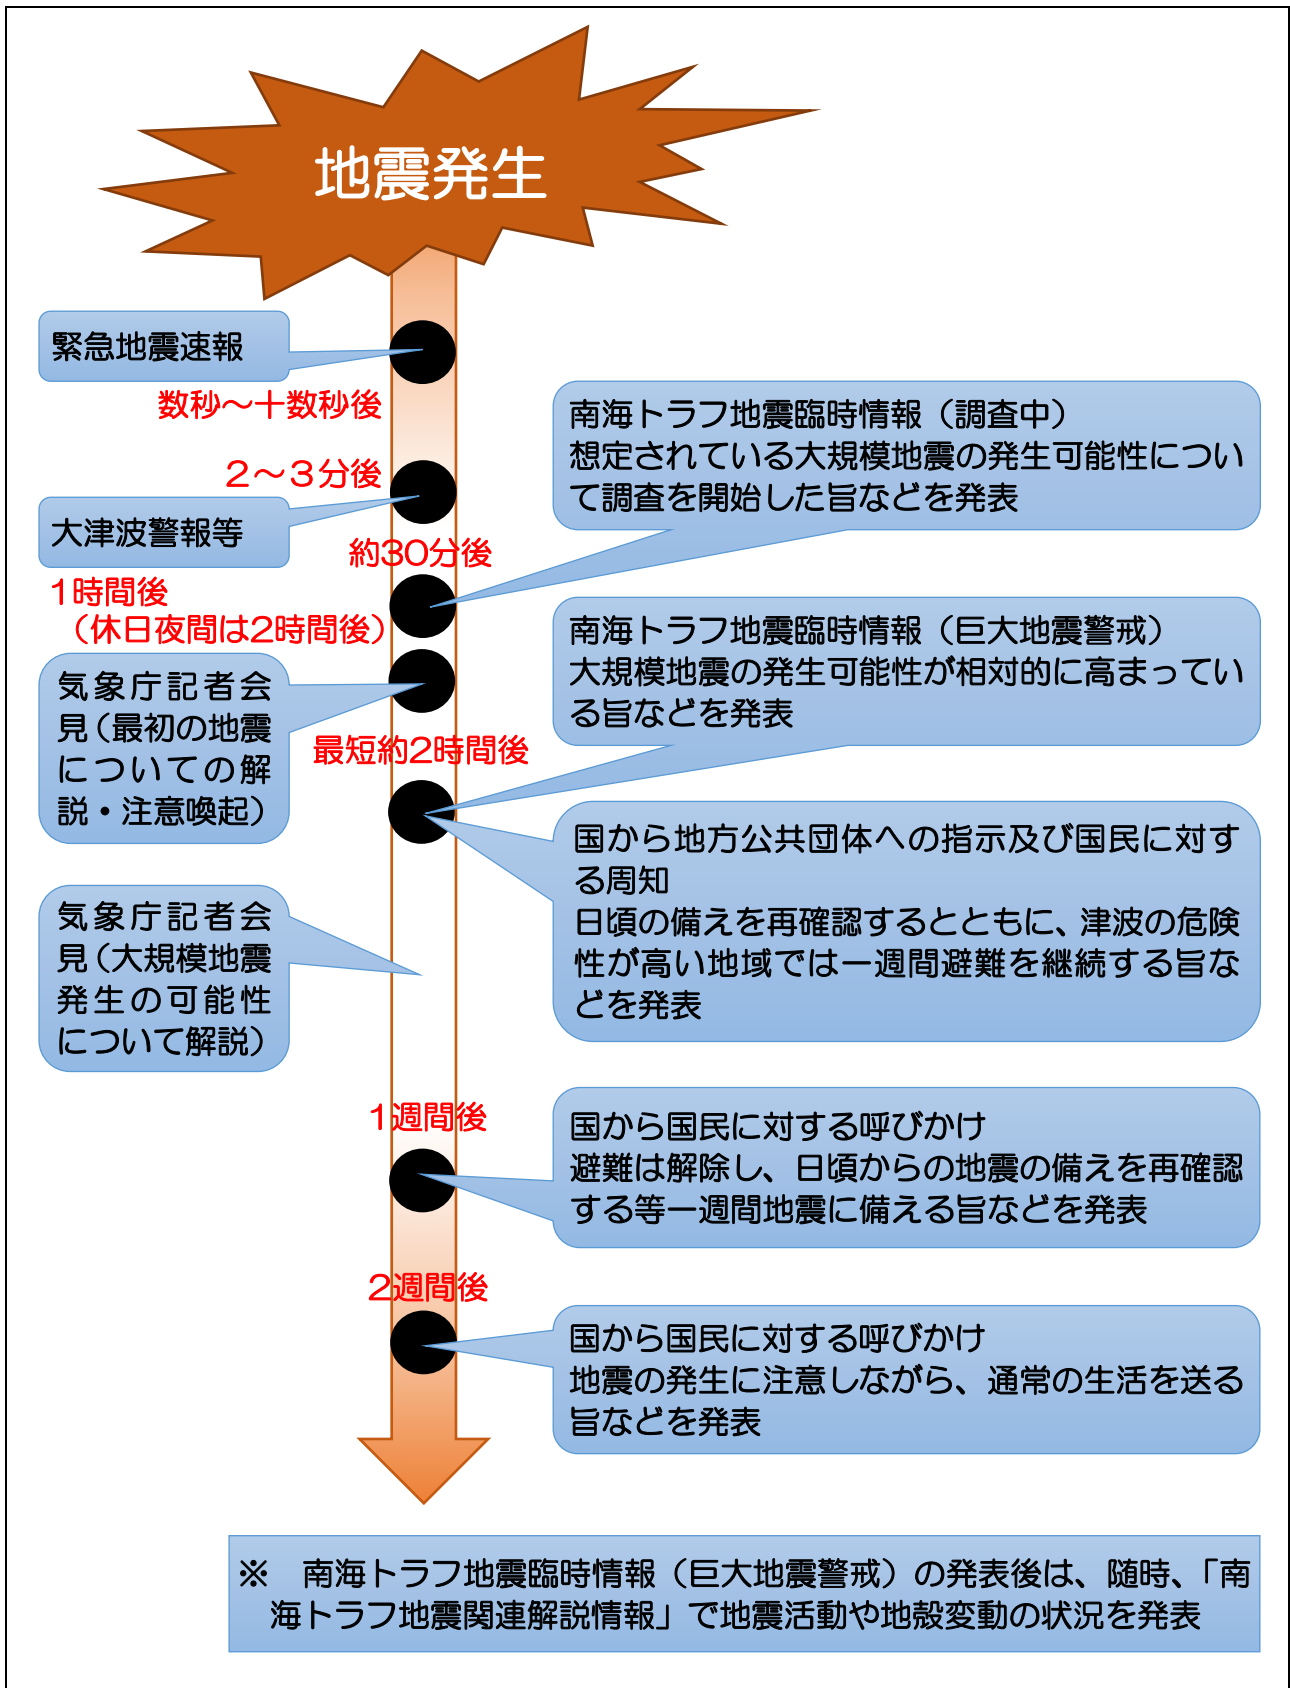 地震発生
緊急地震速報
数秒～十数秒後
２～３分後
大津波警報等
南海トラフ地震臨時情報（調査中）
想定されている大規模地震の発生可能性につい
て調査を開始した旨などを発表
約30分後
1時間後
（休日夜間は2時間後）
気象庁記者会
見（最初の地震
についての解
説・注意喚起）
南海トラフ地震臨時情報（巨大地震警戒）
大規模地震の発生可能性が相対的に高まってい
る旨などを発表
最短約2時間後
国から地方公共団体への指示及び国民に対す
る周知
日頃の備えを再確認するとともに、津波の危険
性が高い地域では一週間避難を継続する旨な
どを発表
気象庁記者会
見（大規模地震
発生の可能性
について解説）
1週間後
国から国民に対する呼びかけ
避難は解除し、日頃からの地震の備えを再確認
する等一週間地震に備える旨などを発表
2週間後
国から国民に対する呼びかけ
地震の発生に注意しながら、通常の生活を送る
旨などを発表
※　南海トラフ地震臨時情報（巨大地震警戒）の発表後は、随時、「南
海トラフ地震関連解説情報」で地震活動や地殻変動の状況を発表